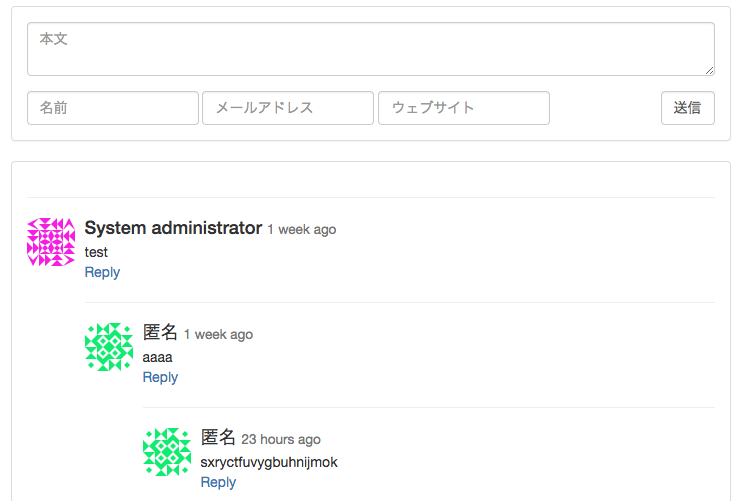 本文
名前 メールアドレス ウェブサイト 送信
System administrator 1 week ago
test
Reply
匿名 1 week ago
aaaa
Reply
匿名 23 hours ago
sxryctfuvygbuhnijmok
Reply